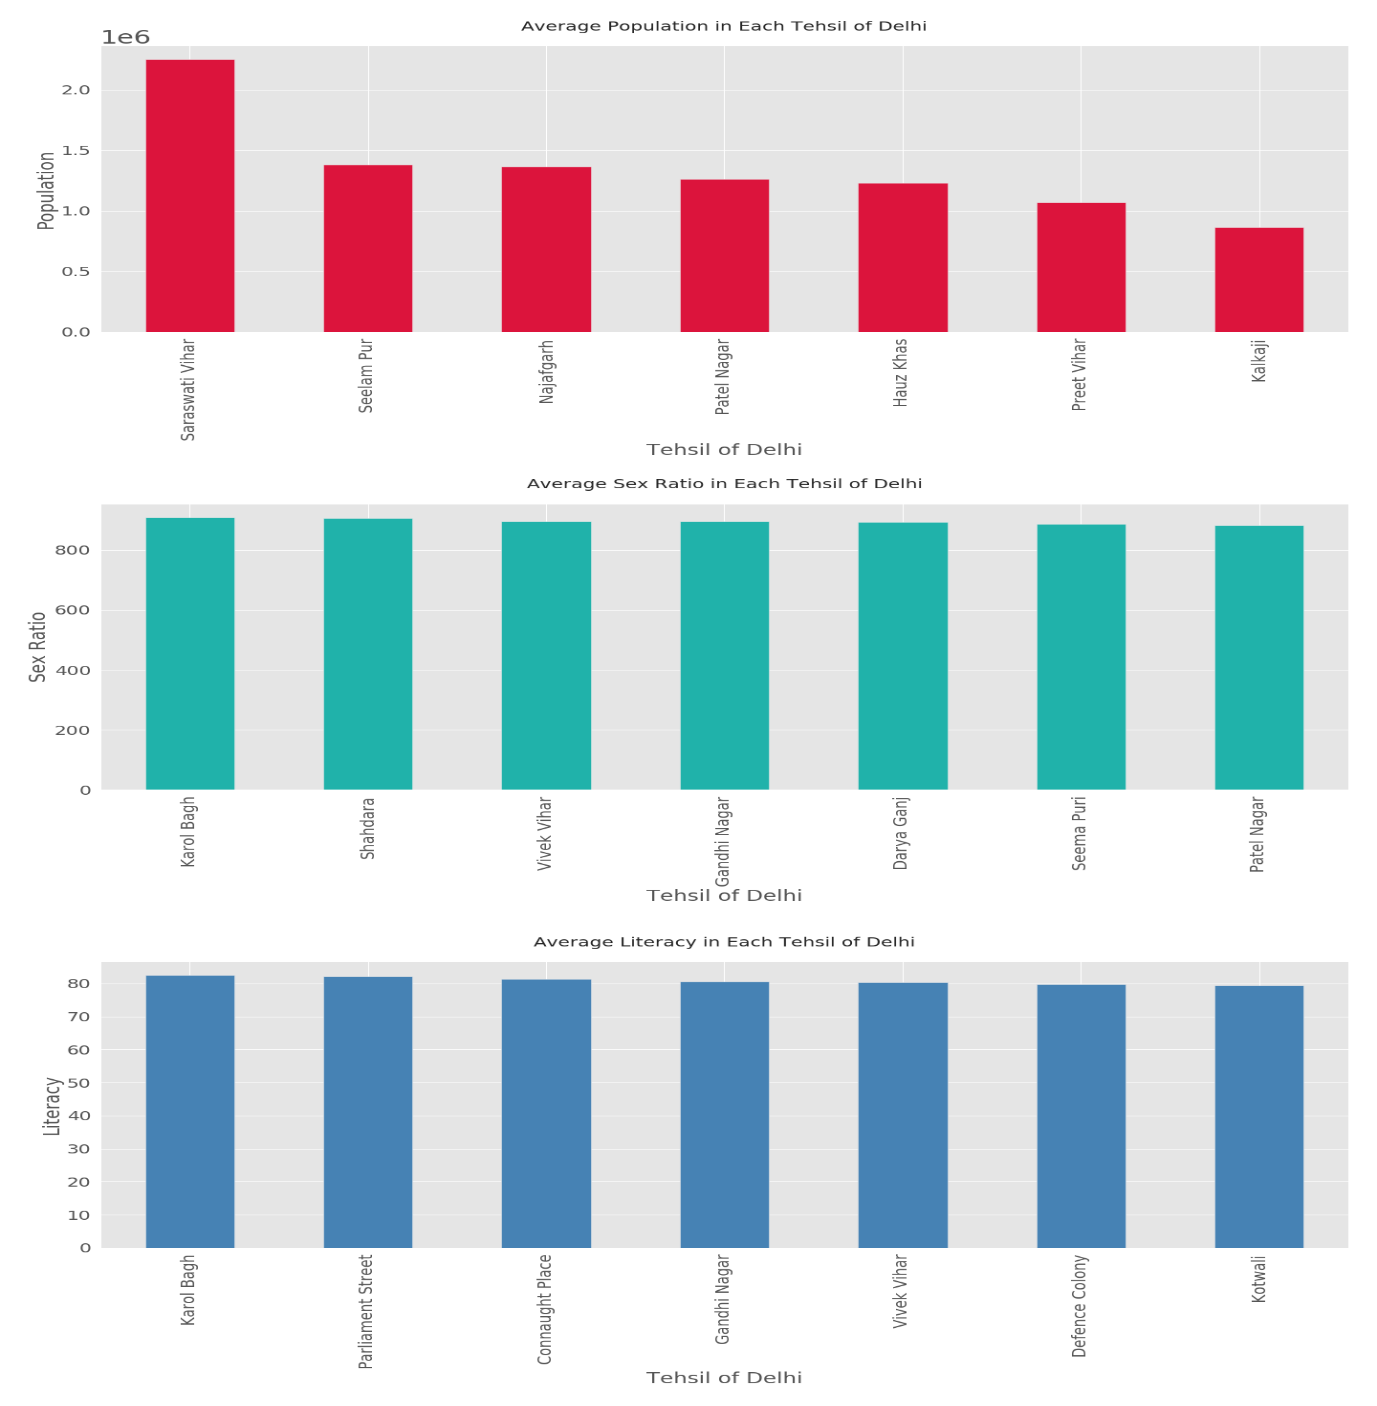 Average Population in Each Tehsil of Delhi
1e6
2.0
1.5
1.0
0.5
0.0
Population
Saraswati Vihar
Seelam Pur
Najafgarh
Patel Nagar
Hauz Khas
Preet Vihar
Kalkaji
Tehsil of Delhi
Average Sex Ratio in Each Tehsil of Delhi
800
600
400
200
0
Sex Ratio
Karol Bagh
Shahdara
Vivek Vihar
Gandhi Nagar
Darya Ganj
Seema Puri
Patel Nagar
Tehsil of Delhi
Average Literacy in Each Tehsil of Delhi
80
70
60
50
40
30
20
10
0
Literacy
Karol Bagh
Parliament Street
Connaught Place
Gandhi Nagar
Vivek Vihar
Defence Colony
Kotwali
Tehsil of Delhi